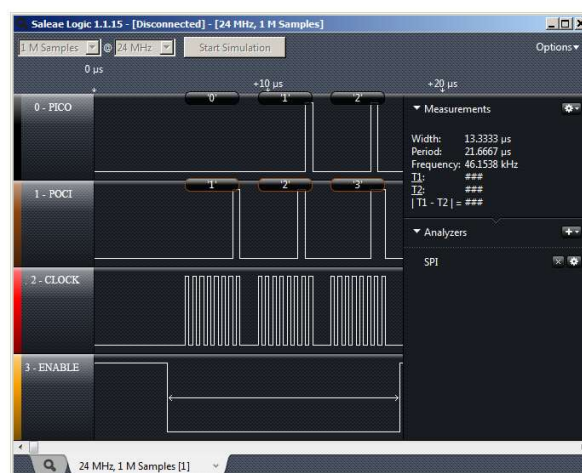 Saleae Logic 1.1.15 - [Disconnected] - [24 MHz, 1 M Samples]
1 M Samples @ 24 MHz Start Simulation Options
0 µs
+10 µs +20 µs
0 - PICO '0' '1' '2'
1 - POCI '1' '2' '3'
2 - CLOCK
3 - ENABLE
Measurements
Width: 13.3333 µs
Period: 21.6667 µs
Frequency: 46.1538 kHz
T1: ###
T2: ###
| T1 - T2 | = ###
Analyzers
SPI
24 MHz, 1 M Samples [1]